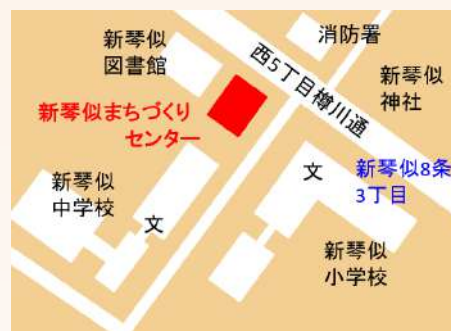 新琴似
図書館
消防署
西5丁目樽川通
新琴似
神社
新琴似まちづくり
センター
新琴似8条
3丁目
文
新琴似
中学校
文
新琴似
小学校